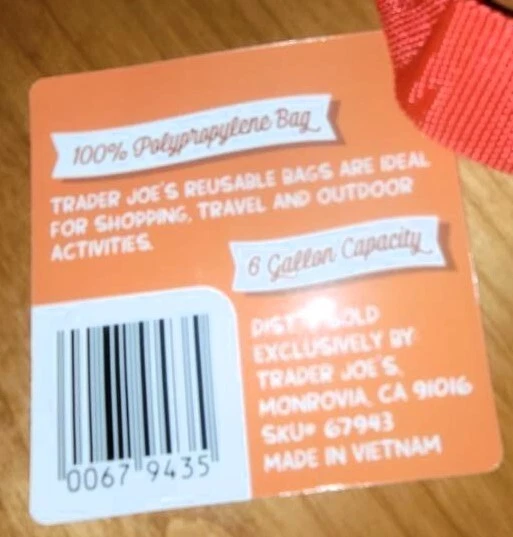 100% Polypropylene Bag
TRADER JOE'S REUSABLE BAGS ARE IDEAL
FOR SHOPPING, TRAVEL AND OUTDOOR
ACTIVITIES.
6 Gallon Capacity
DIST SOLD
EXCLUSIVELY BY:
TRADER JOE'S,
MONROVIA, CA 91016
SKU# 67943
MADE IN VIETNAM
0067 9435